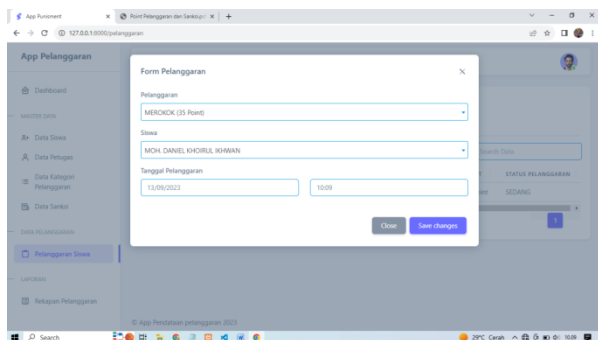 App Punisment
Point Pelanggaran dan Sanksi
127.0.0.1:8000/pelanggaran
App Pelanggaran
Dashboard
MASTER DATA
Data Siswa
Data Petugas
Data Kategori
Pelanggaran
Data Sanksi
DATA PELANGGARAN
Pelanggaran Siswa
LAPORAN
Rekapan Pelanggaran
Form Pelanggaran
Pelanggaran
MEROKOK (35 Point)
Siswa
MOH. DANIEL KHOIRUL IKHWAN
Tanggal Pelanggaran
13/09/2023
10:09
Close
Save changes
Search Data
STATUS PELANGGARAN
SEDANG
1
© App Pendataan pelanggaran 2023
Search
29°C Cerah
10:09